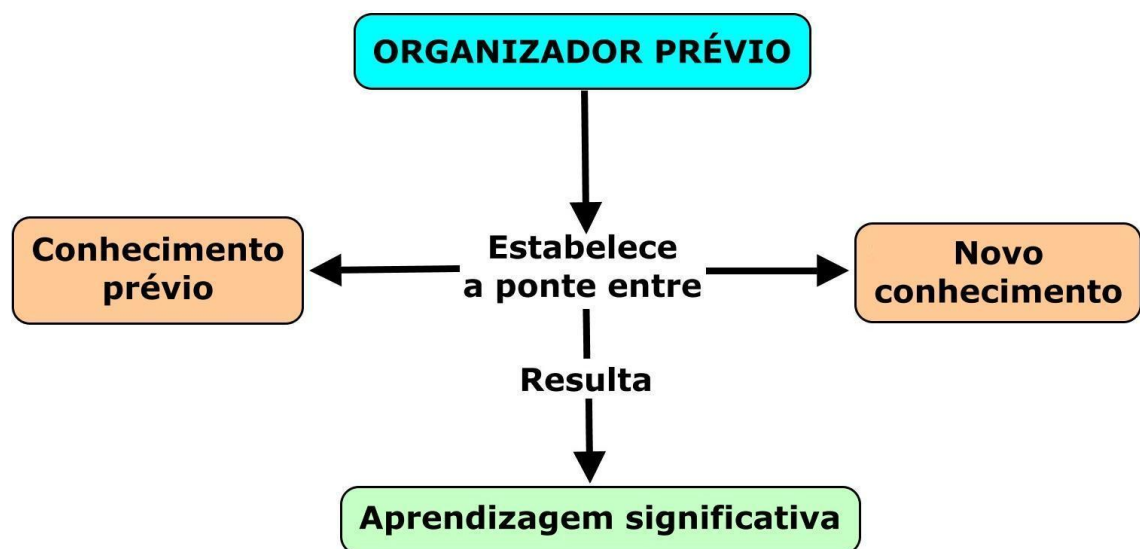 ORGANIZADOR PRÉVIO
Conhecimento
prévio
Estabelece
a ponte entre
Novo
conhecimento
Resulta
Aprendizagem significativa